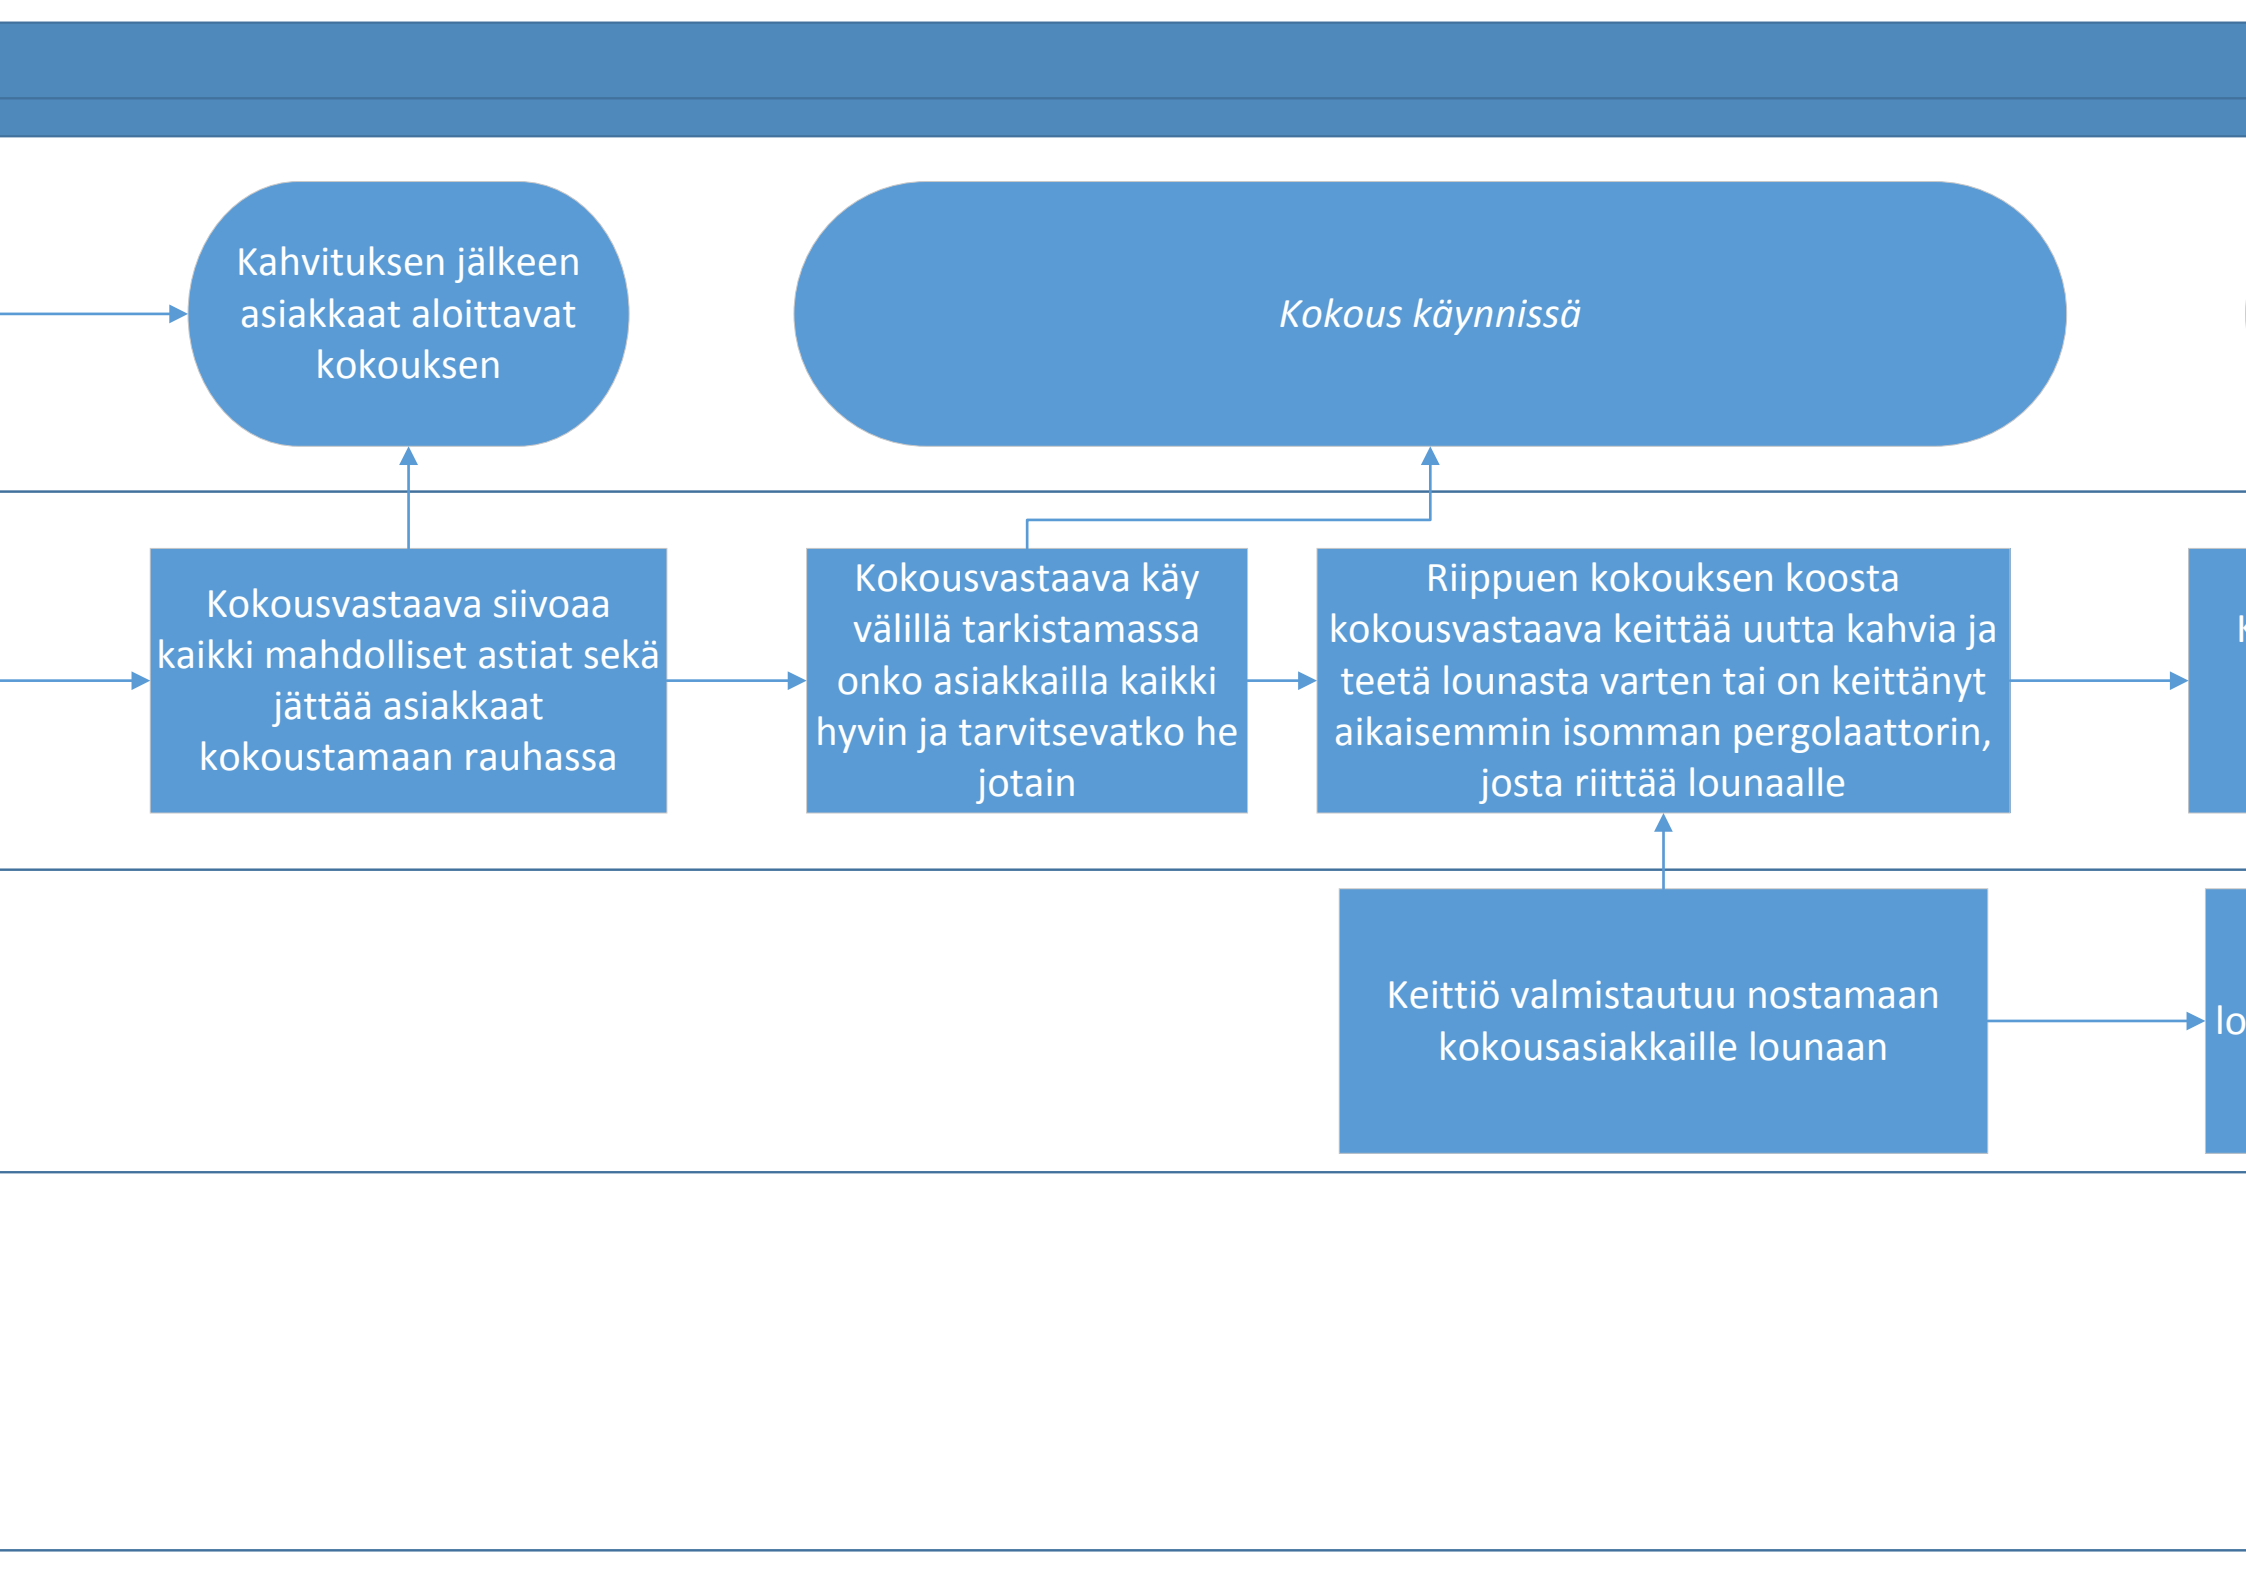 Kahvituksen jälkeen
asiakkaat aloittavat
kokouksen
Kokous käynnissä
Kokousvastaava siivoaa
kaikki mahdolliset astiat sekä
jättää asiakkaat
kokoustamaan rauhassa
Kokousvastaava käy
välillä tarkistamassa
onko asiakkailla kaikki
hyvin ja tarvitsevatko he
jotain
Riippuen kokouksen koosta
kokousvastaava keittää uutta kahvia ja
teetä lounasta varten tai on keittänyt
aikaisemmin isomman pergolaattorin,
josta riittää lounaalle
Keittiö valmistautuu nostamaan
kokousasiakkaille lounaan